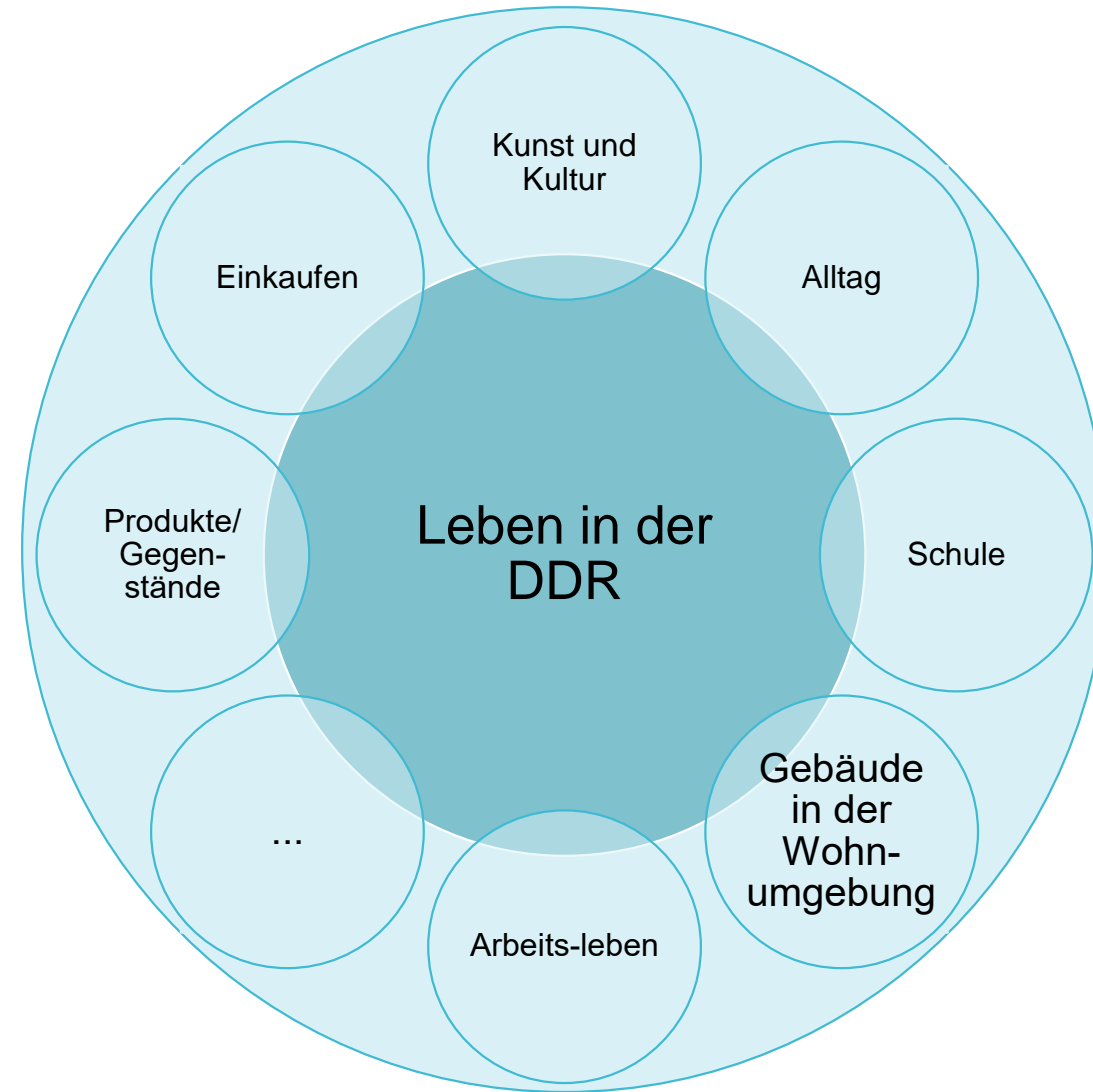 Kunst und
Kultur
Einkaufen
Alltag
Produkte/
Gegen-
stände
Leben in der
DDR
Schule
Gebäude
in der
Wohn-
umgebung
...
Arbeits-leben